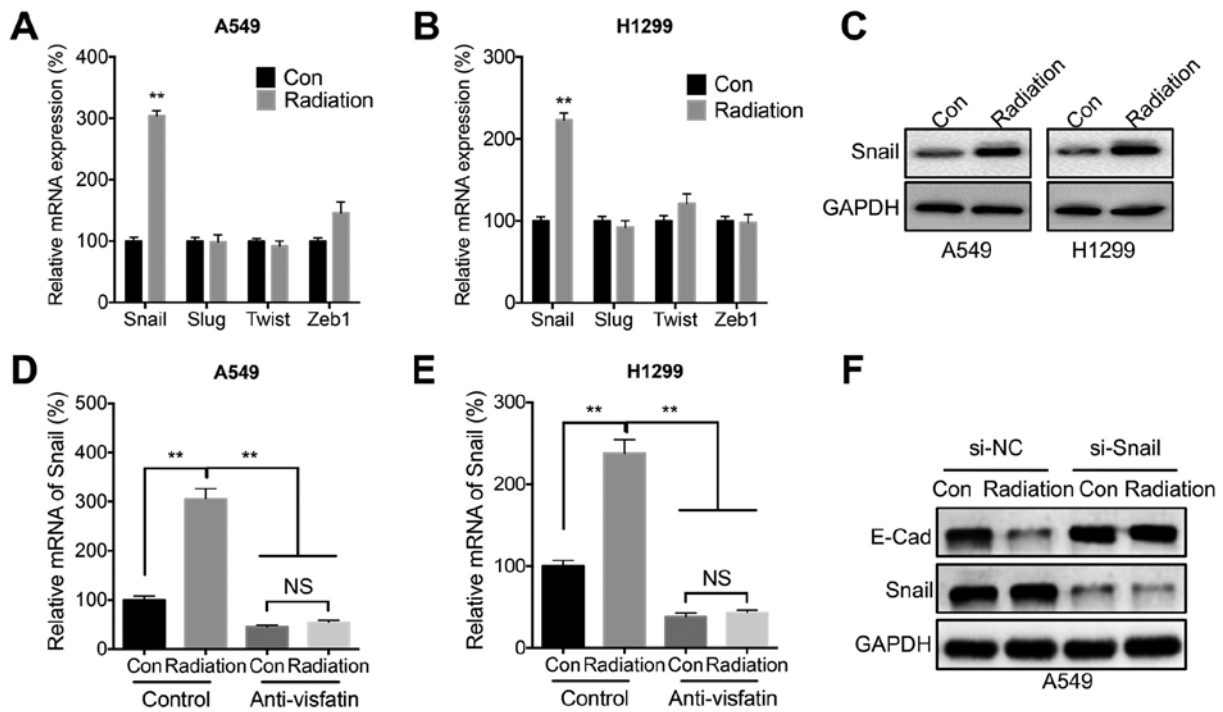 A
A549
Relative mRNA expression (%)
400
300
200
100
0
**
Con
Radiation
Snail Slug Twist Zeb1
B
H1299
Relative mRNA expression (%)
300
200
100
0
**
Con
Radiation
Snail Slug Twist Zeb1
C
Con Radiation Con Radiation
Snail
GAPDH
A549 H1299
D
A549
Relative mRNA of Snail (%)
500
400
300
200
100
0
** **
NS
Con Radiation Con Radiation
Control Anti-visfatin
E
H1299
Relative mRNA of Snail (%)
300
200
100
0
** **
NS
Con Radiation Con Radiation
Control Anti-visfatin
F
si-NC si-Snail
Con Radiation Con Radiation
E-Cad
Snail
GAPDH
A549